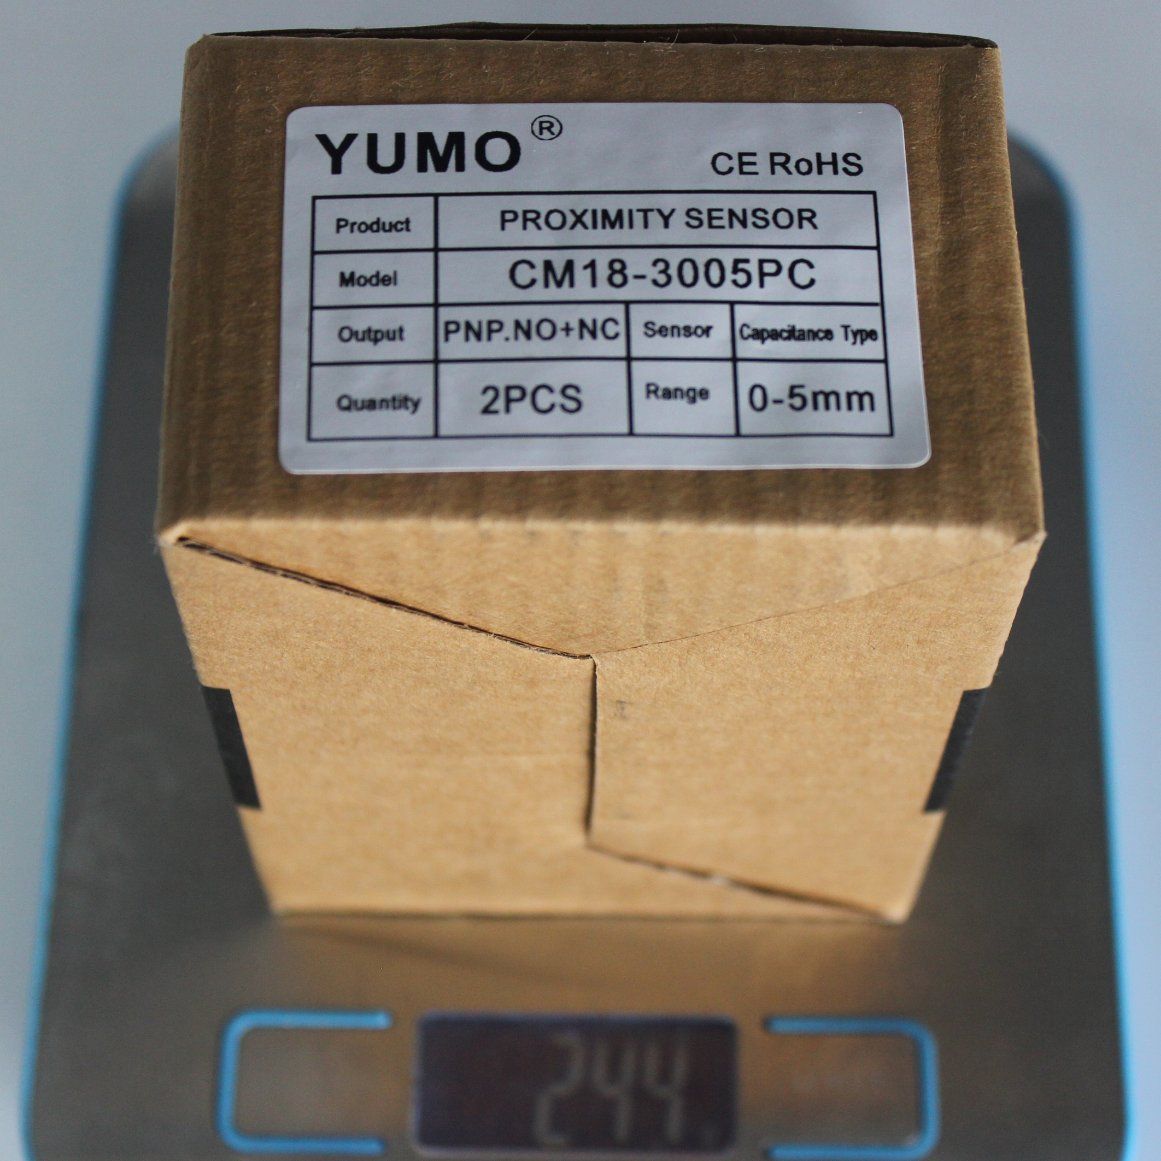 YUMO®
CE RoHS
Product PROXIMITY SENSOR
Model CM18-3005PC
Output PNP.NO+NC Sensor Capacitance Type
Quantity 2PCS Range 0-5mm
244